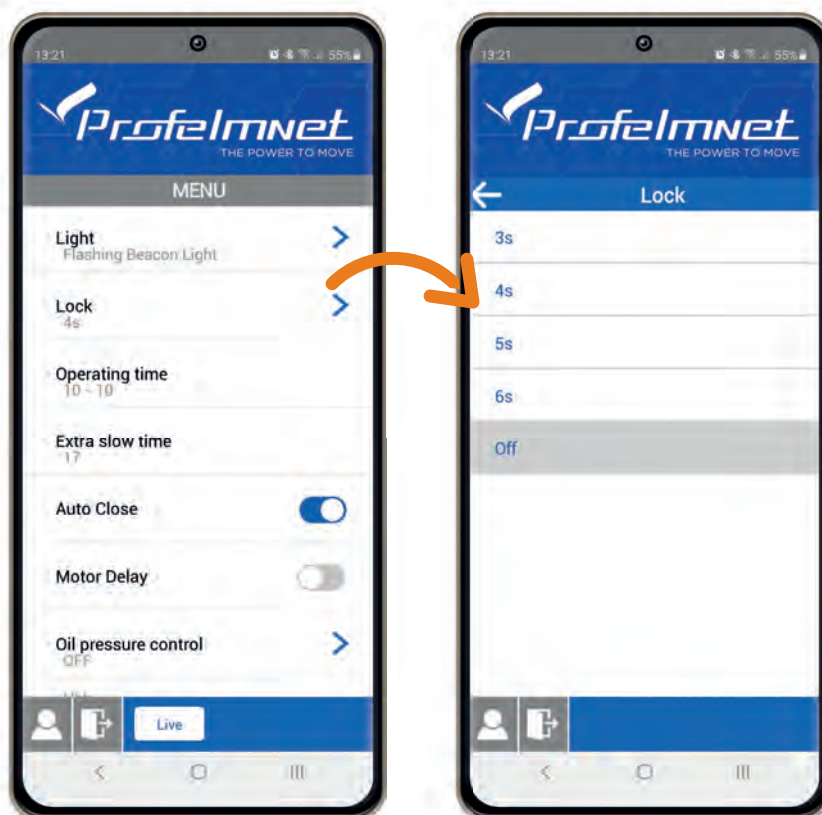 13:21
55%
ProfelmNet
THE POWER TO MOVE
MENU
Light
Flashing Beacon Light
Lock
4s
Operating time
10 - 10
Extra slow time
17
Auto Close
Motor Delay
Oil pressure control
OFF
Live
13:21
55%
ProfelmNet
THE POWER TO MOVE
Lock
3s
4s
5s
6s
Off